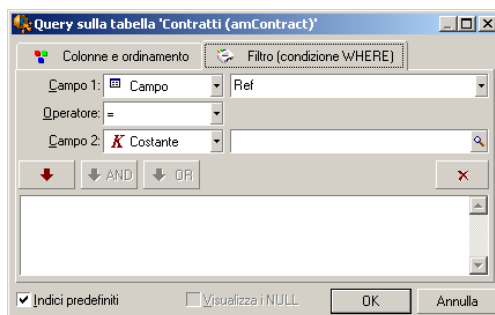 Query sulla tabella 'Contratti (amContract)'
Colonne e ordinamento Filtro (condizione WHERE)
Campo 1: Campo Ref
Operatore: =
Campo 2: K Costante
AND OR
Indici predefiniti Visualizza i NULL OK Annulla